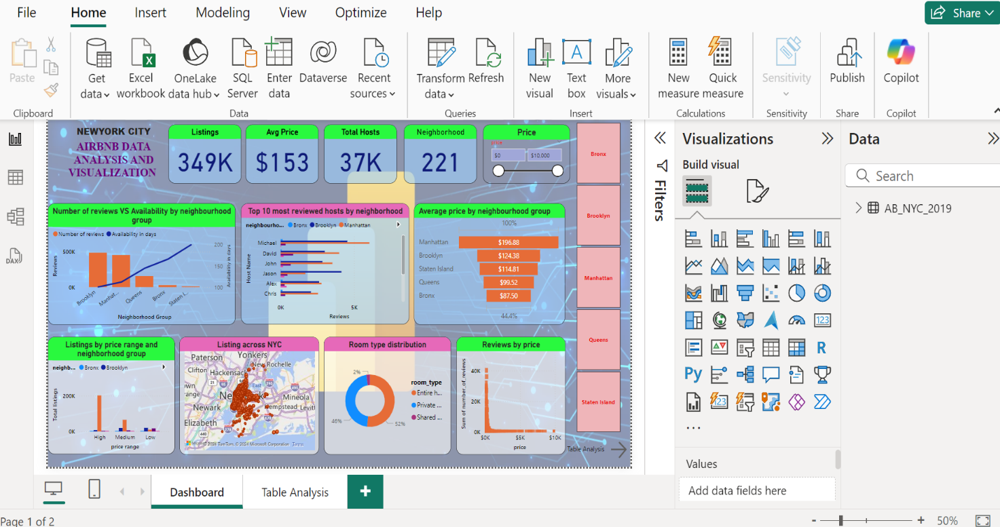 File Home Insert Modeling View Optimize Help Share
Paste
Get data
Excel workbook
OneLake data hub
SQL Server
Enter data
Dataverse
Recent sources
Transform data
Refresh
New visual
Text box
More visuals
New measure
Quick measure
Sensitivity
Publish
Copilot
Clipboard Data Queries Insert Calculations Sensitivity Share Copilot
DAX
NEWYORK CITY
AIRBNB DATA
ANALYSIS AND
VISUALIZATION
Listings
349K
Avg Price
$153
Total Hosts
37K
Neighborhood
221
Price
price
$0 $10,000
Bronx
Brooklyn
Manhattan
Queens
Staten Island
Number of reviews VS Availability by neighbourhood
group
Number of reviews Availability in days
Reviews
500K
0K
200
150
100
Availability in days
Brooklyn Manhat... Queens Bronx Staten I...
Neighborhood Group
Top 10 most reviewed hosts by neighborhood
neighbourho... Bronx Brooklyn Manhattan
Host Name
Michael
David
John
Jason
Alex
Chris
0K 5K
Reviews
Average price by neighbourhood group
100%
Manhattan $196.88
Brooklyn $124.38
Staten Island $114.81
Queens $99.52
Bronx $87.50
44.4%
Listings by price range and
neighborhood group
neighb... Bronx Brooklyn
Total listings
200K
0K
High Medium Low
price range
Listing across NYC
Paterson
Yonkers
New Rochelle
Clifton
Hackensack
East
Mineola
Newark
Hempstead
Levitt
Elizabeth
21
440
© 2024 TomTom, © 2024 Microsoft Corporation Terms
Room type distribution
2%
46%
52%
room_type
Entire h...
Private ...
Shared ...
Reviews by price
Sum of number_of_reviews
40K
20K
0K
$0K $5K $10K
price
Table Analysis
Filters
Visualizations
Build visual
123
R
Py
123
...
Values
Add data fields here
Data
Search
AB_NYC_2019
Dashboard
Table Analysis
+
Page 1 of 2
- + 50%